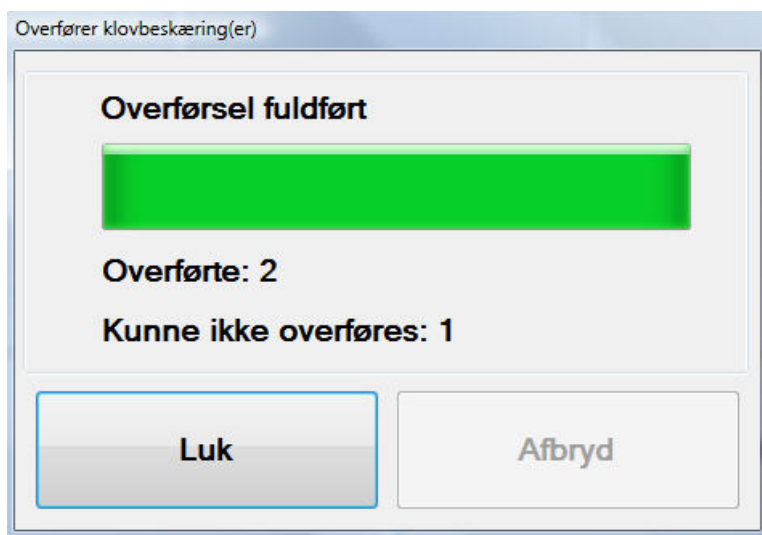 Overfører klovbeskæring(er)
Overførsel fuldført
Overførte: 2
Kunne ikke overføres: 1
Luk
Afbryd